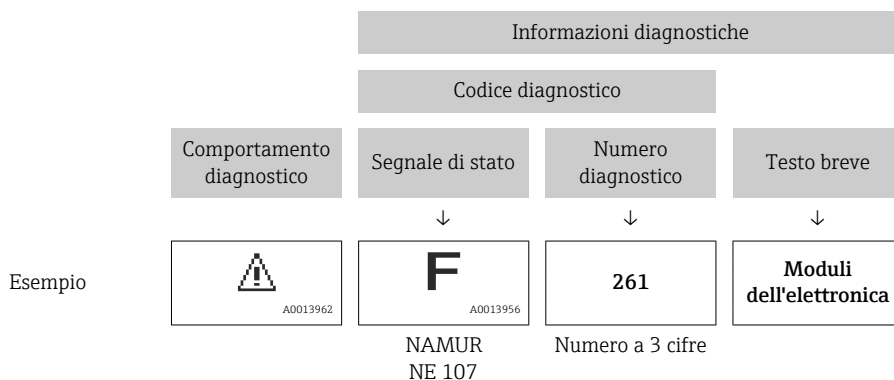 Informazioni diagnostiche
Codice diagnostico
Comportamento
diagnostico
Segnale di stato
Numero
diagnostico
Testo breve
↓ ↓ ↓
Esempio
A0013962
F
A0013956
261
Moduli
dell'elettronica
NAMUR
NE 107
Numero a 3 cifre